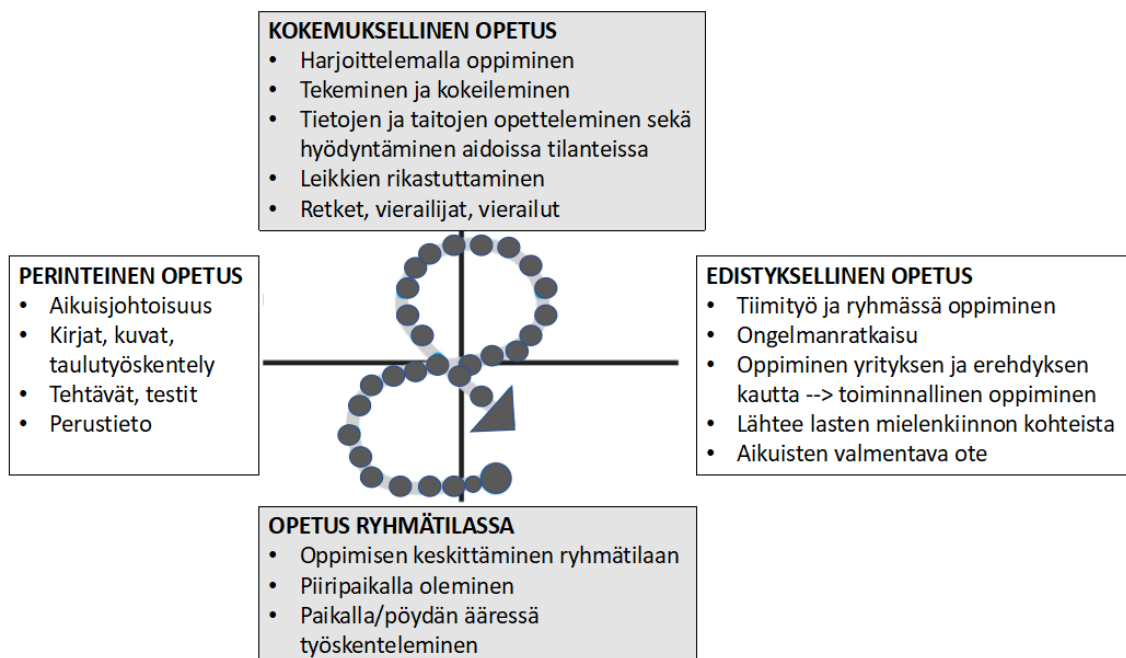 KOKEMUKSELLINEN OPETUS
• Harjoittelemalla oppiminen
• Tekeminen ja kokeileminen
• Tietojen ja taitojen opetteleminen sekä
hyödyntäminen aidoissa tilanteissa
• Leikkien rikastuttaminen
• Retket, vierailijat, vierailut
PERINTEINEN OPETUS
• Aikuisjohtoisuus
• Kirjat, kuvat,
taulutyöskentely
• Tehtävät, testit
• Perustieto
EDISTYKSELLINEN OPETUS
• Tiimityö ja ryhmässä oppiminen
• Ongelmanratkaisu
• Oppiminen yrityksen ja erehdyksen
kautta --> toiminnallinen oppiminen
• Lähtee lasten mielenkiinnon kohteista
• Aikuisten valmentava ote
OPETUS RYHMÄTILASSA
• Oppimisen keskittäminen ryhmätilaan
• Piiripaikalla oleminen
• Paikalla/pöydän ääressä
työskenteleminen